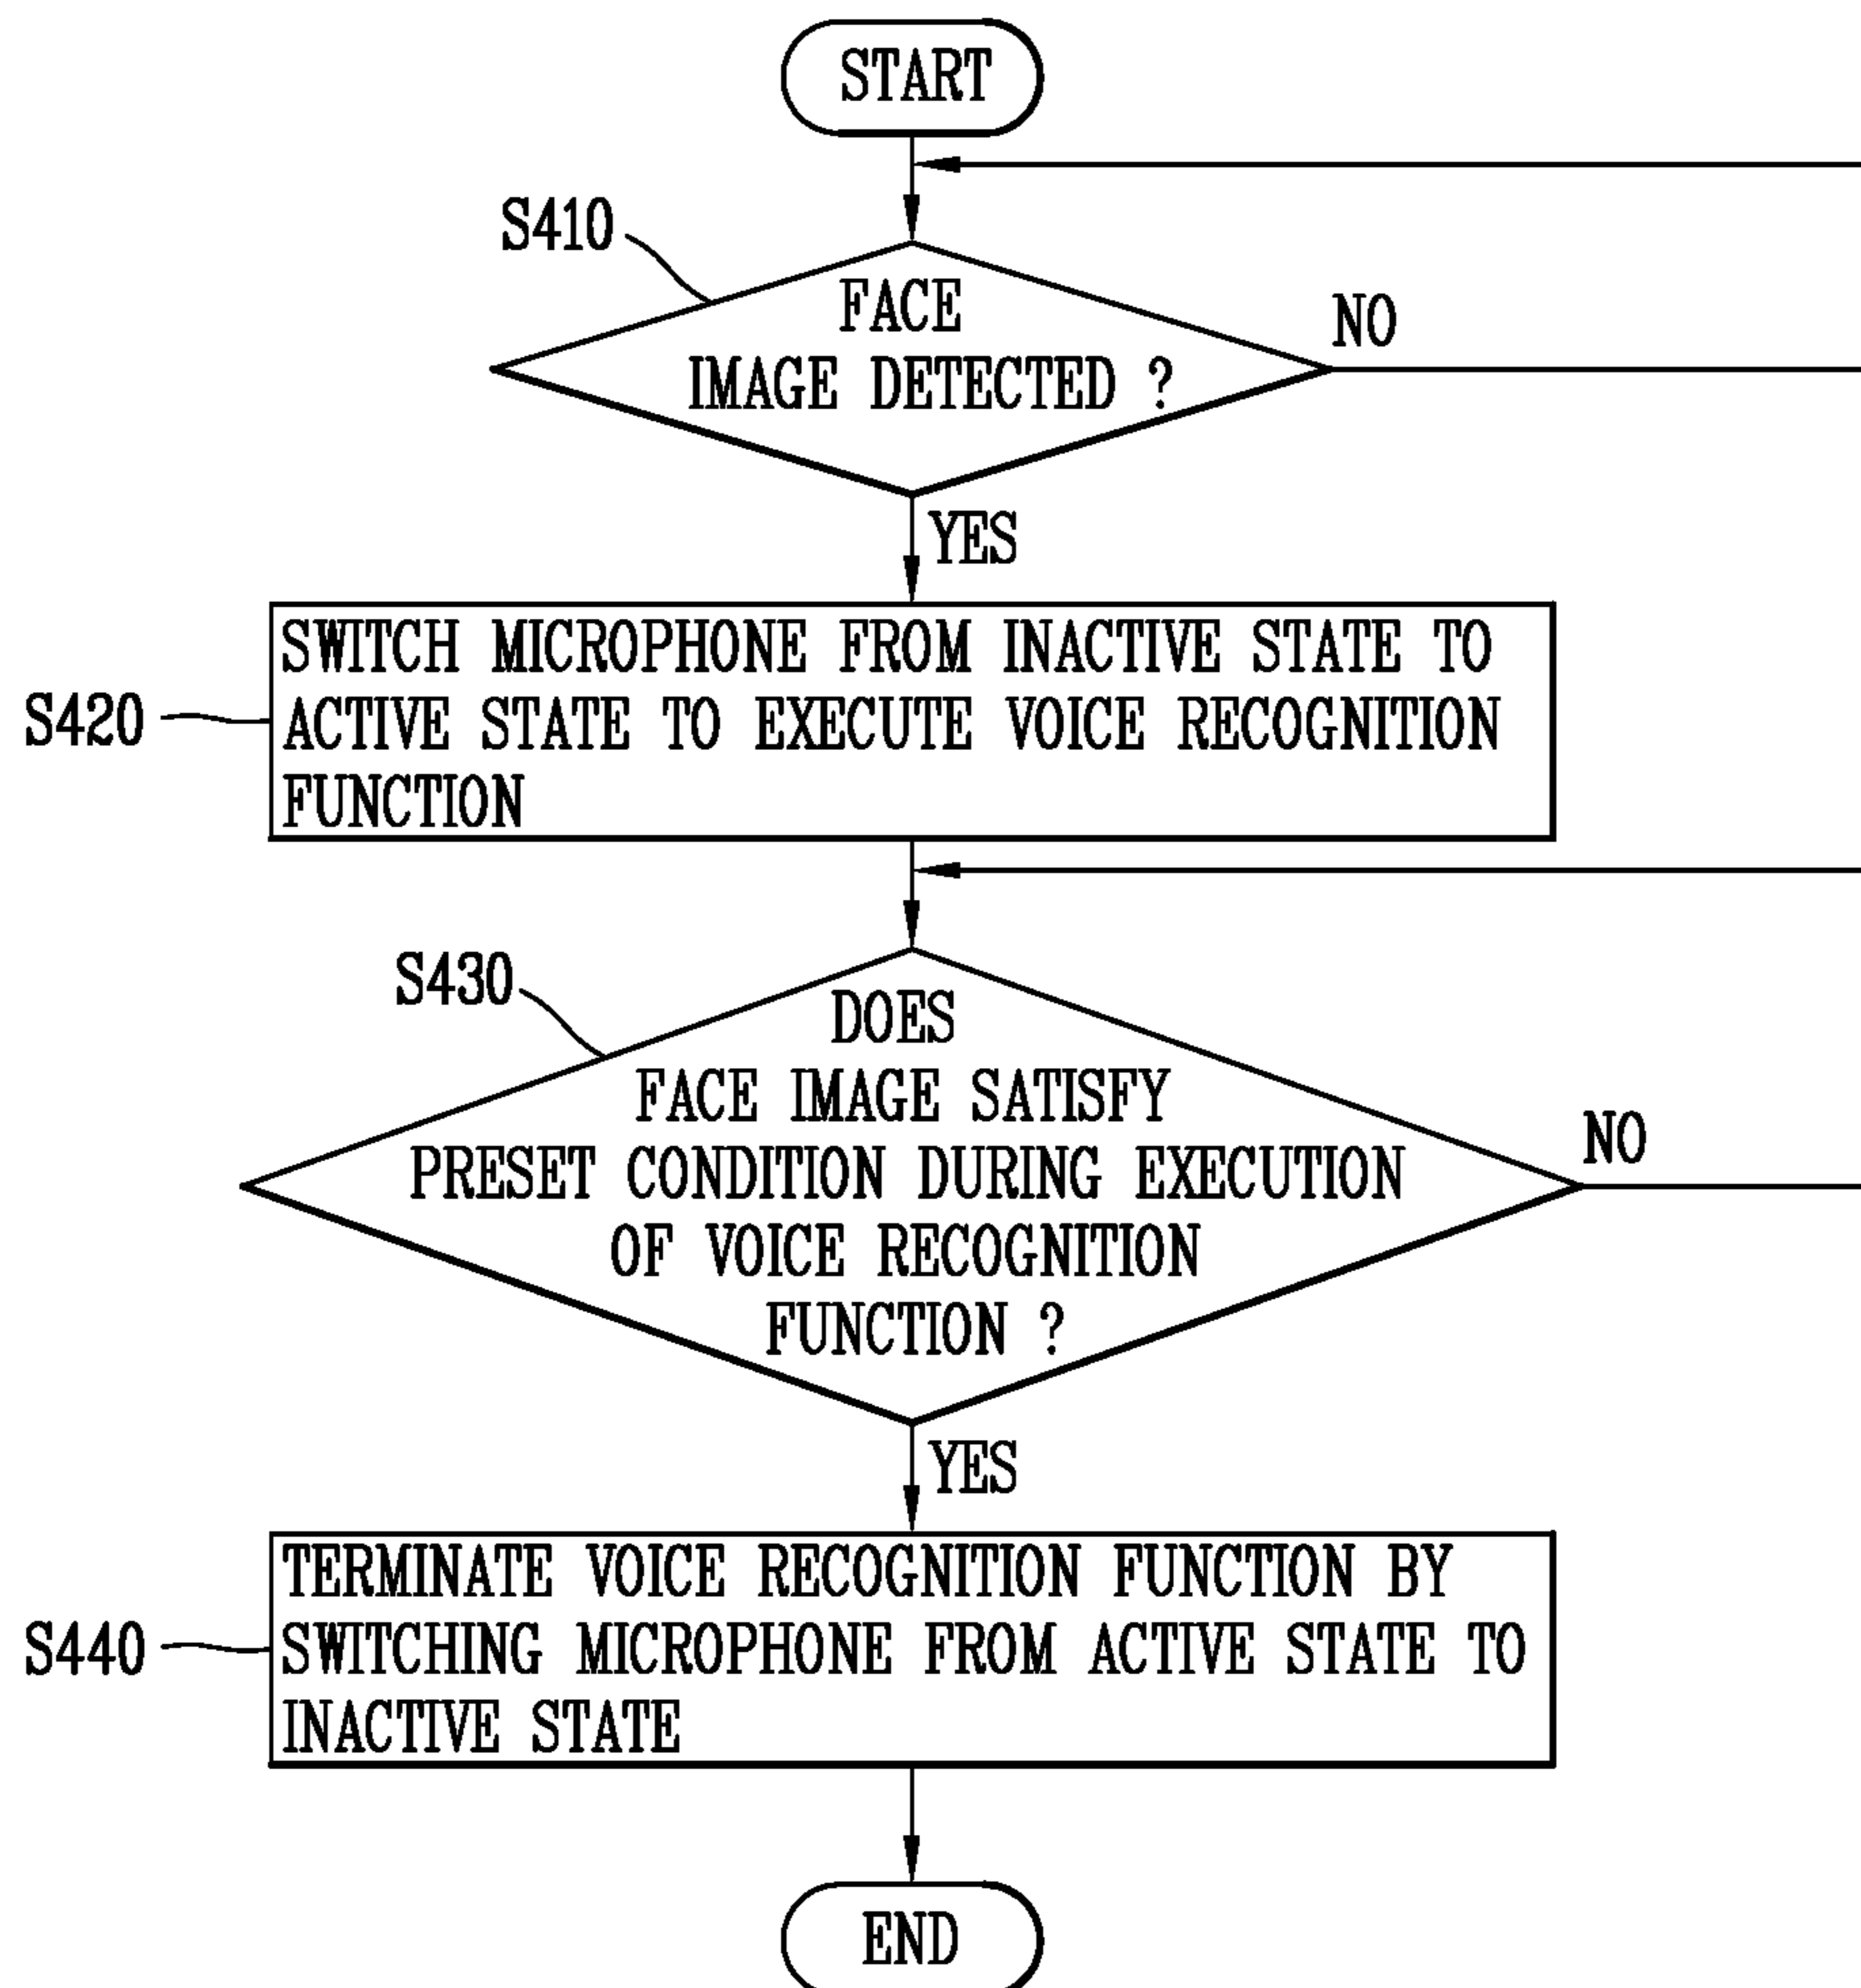 START
S410
FACE
IMAGE DETECTED ?
NO
YES
S420
SWITCH MICROPHONE FROM INACTIVE STATE TO
ACTIVE STATE TO EXECUTE VOICE RECOGNITION
FUNCTION
S430
DOES
FACE IMAGE SATISFY
PRESET CONDITION DURING EXECUTION
OF VOICE RECOGNITION
FUNCTION ?
NO
YES
S440
TERMINATE VOICE RECOGNITION FUNCTION BY
SWITCHING MICROPHONE FROM ACTIVE STATE TO
INACTIVE STATE
END